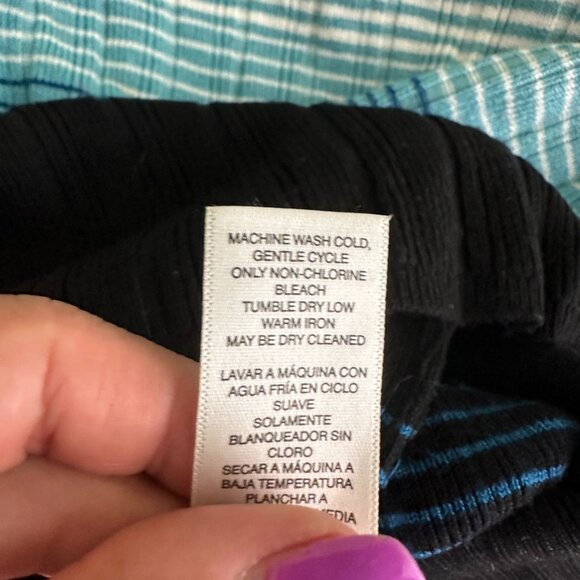 MACHINE WASH COLD,
GENTLE CYCLE
ONLY NON-CHLORINE
BLEACH
TUMBLE DRY LOW
WARM IRON
MAY BE DRY CLEANED
LAVAR A MÁQUINA CON
AGUA FRÍA EN CICLO
SUAVE
SOLAMENTE
BLANQUEADOR SIN
CLORO
SECAR A MÁQUINA A
BAJA TEMPERATURA
PLANCHAR A